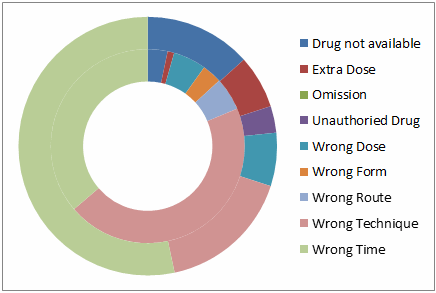 Drug not available
Extra Dose
Omission
Unauthoried Drug
Wrong Dose
Wrong Form
Wrong Route
Wrong Technique
Wrong Time